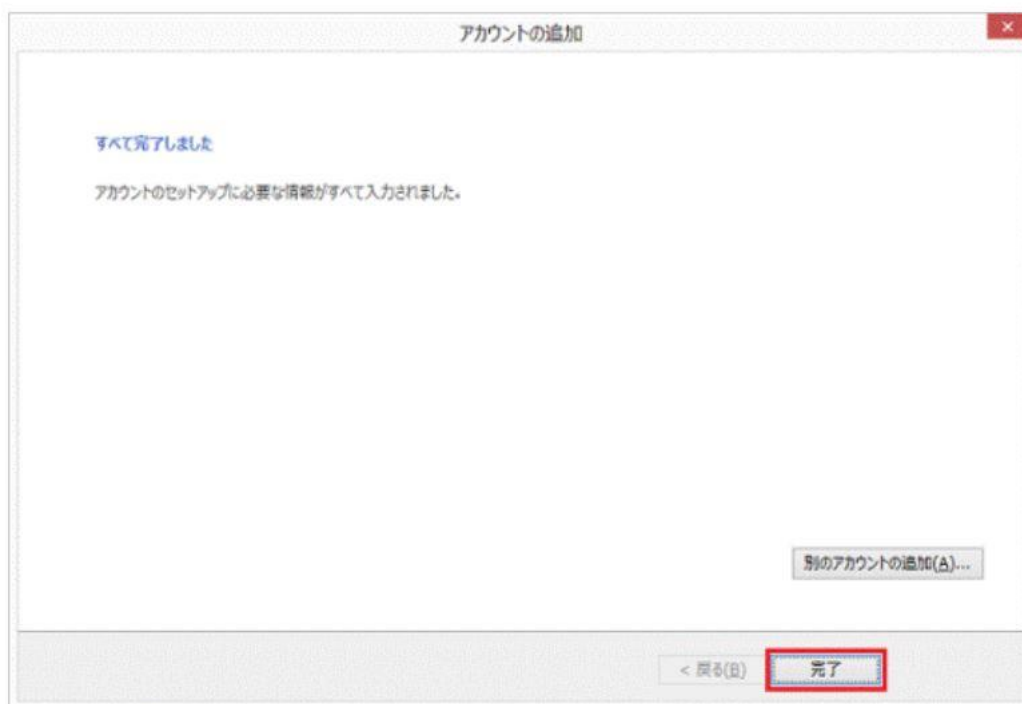 アカウントの追加
すべて完了しました
アカウントのセットアップに必要な情報がすべて入力されました。
別のアカウントの追加(A)...
< 戻る(B)
完了